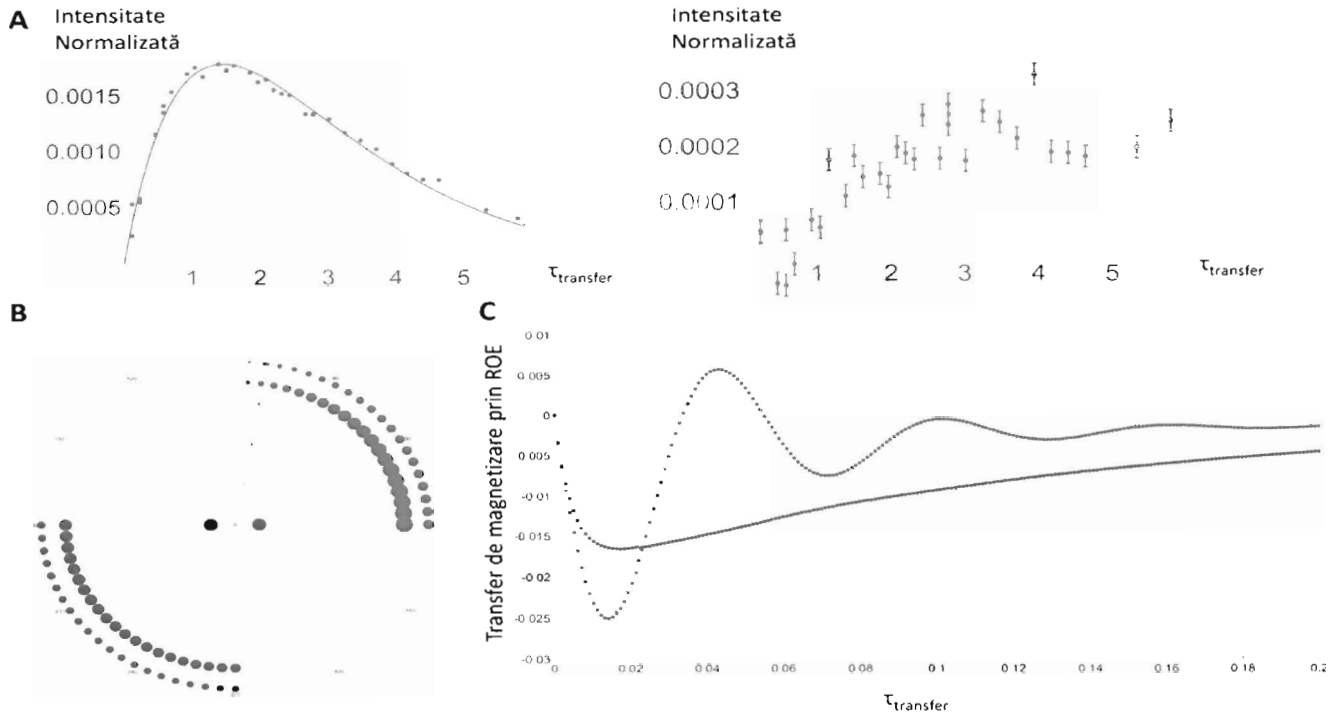 A
Intensitate
Normalizată
0.0015
0.0010
0.0005
1 2 3 4 5 τtransfer
Intensitate
Normalizată
0.0003
0.0002
0.0001
1 2 3 4 5 τtransfer
B
C
Transfer de magnetizare prin ROE
0.01
0.005
0
0.005
-0.01
-0.015
-0.02
-0.025
-0.03
0 0.02 0.04 0.06 0.08 0.1 0.12 0.14 0.16 0.18 0.2
τtransfer